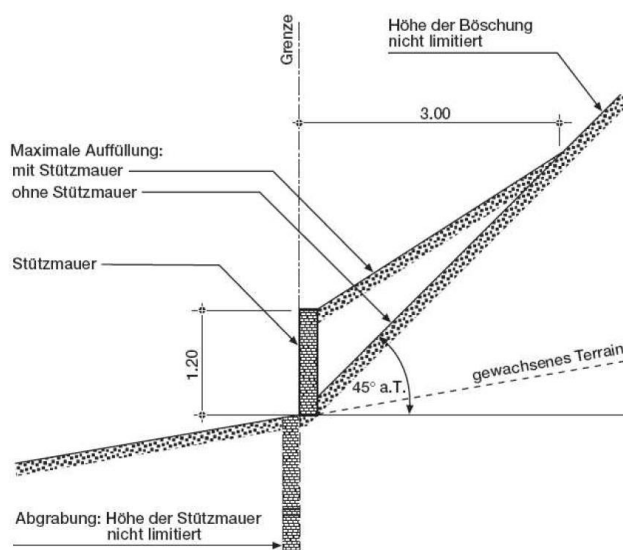 Grenze
Höhe der Böschung
nicht limitiert
3.00
Maximale Auffüllung:
mit Stützmauer
ohne Stützmauer
Stützmauer
1.20
45° a.T.
gewachsenes Terrain
Abgrabung: Höhe der Stützmauer
nicht limitiert